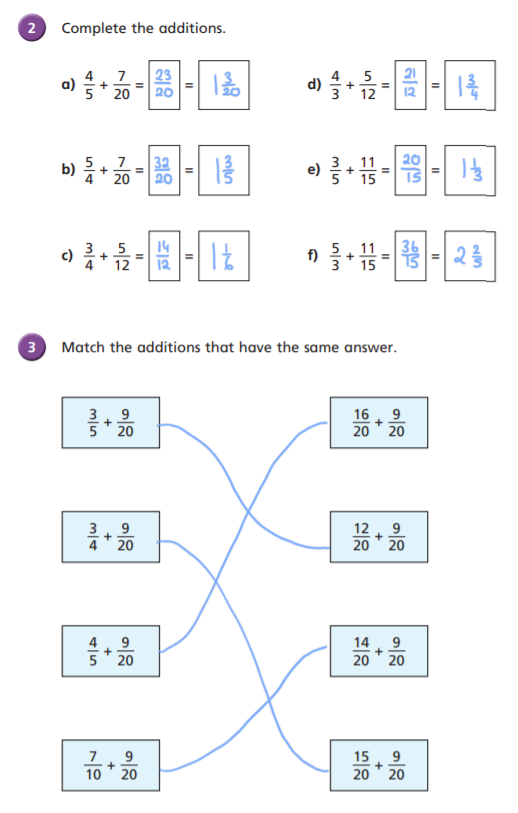 2 Complete the additions.
a) 4/5 + 7/20 = 23/20 = 1 3/20
d) 4/3 + 5/12 = 21/12 = 1 3/4
b) 5/4 + 7/20 = 32/20 = 1 3/5
e) 3/5 + 11/15 = 20/15 = 1 1/3
c) 3/4 + 5/12 = 14/12 = 1 1/6
f) 5/3 + 11/15 = 36/15 = 2 2/5
3 Match the additions that have the same answer.
3/5 + 9/20
16/20 + 9/20
3/4 + 9/20
12/20 + 9/20
4/5 + 9/20
14/20 + 9/20
7/10 + 9/20
15/20 + 9/20